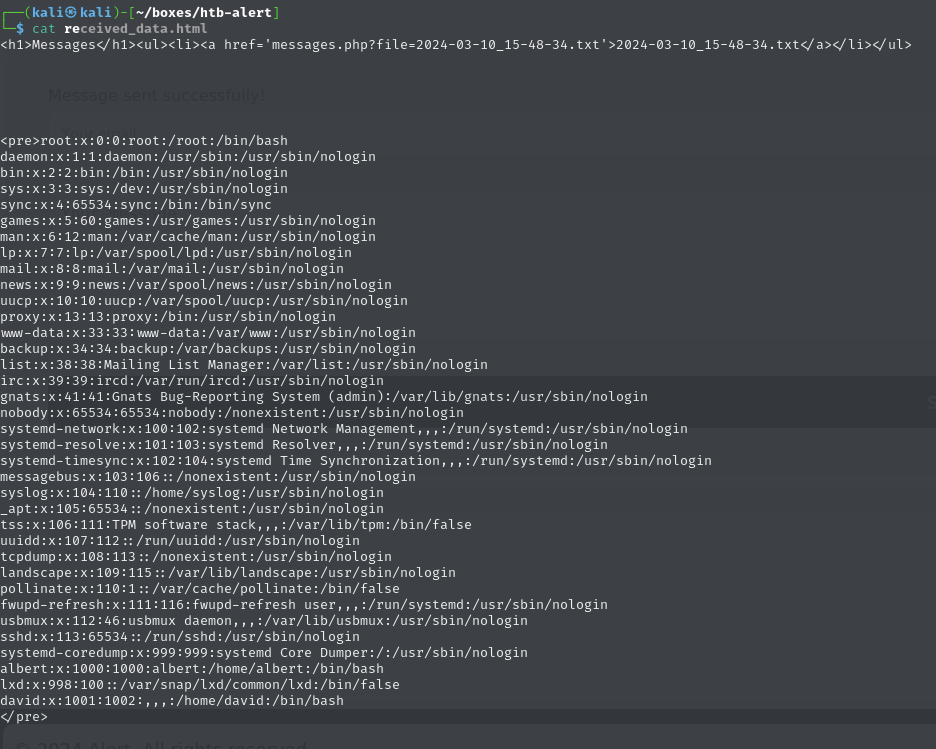 ┌──(kali㉿kali)-[~/boxes/htb-alert]
└─$ cat received_data.html
<h1>Messages</h1><ul><li><a href='messages.php?file=2024-03-10_15-48-34.txt'>2024-03-10_15-48-34.txt</a></li></ul>
Message sent successfully!
<pre>root:x:0:0:root:/root:/bin/bash
daemon:x:1:1:daemon:/usr/sbin:/usr/sbin/nologin
bin:x:2:2:bin:/bin:/usr/sbin/nologin
sys:x:3:3:sys:/dev:/usr/sbin/nologin
sync:x:4:65534:sync:/bin:/bin/sync
games:x:5:60:games:/usr/games:/usr/sbin/nologin
man:x:6:12:man:/var/cache/man:/usr/sbin/nologin
lp:x:7:7:lp:/var/spool/lpd:/usr/sbin/nologin
mail:x:8:8:mail:/var/mail:/usr/sbin/nologin
news:x:9:9:news:/var/spool/news:/usr/sbin/nologin
uucp:x:10:10:uucp:/var/spool/uucp:/usr/sbin/nologin
proxy:x:13:13:proxy:/bin:/usr/sbin/nologin
www-data:x:33:33:www-data:/var/www:/usr/sbin/nologin
backup:x:34:34:backup:/var/backups:/usr/sbin/nologin
list:x:38:38:Mailing List Manager:/var/list:/usr/sbin/nologin
irc:x:39:39:ircd:/var/run/ircd:/usr/sbin/nologin
gnats:x:41:41:Gnats Bug-Reporting System (admin):/var/lib/gnats:/usr/sbin/nologin
nobody:x:65534:65534:nobody:/nonexistent:/usr/sbin/nologin
systemd-network:x:100:102:systemd Network Management,,,:/run/systemd:/usr/sbin/nologin
systemd-resolve:x:101:103:systemd Resolver,,,:/run/systemd:/usr/sbin/nologin
systemd-timesync:x:102:104:systemd Time Synchronization,,,:/run/systemd:/usr/sbin/nologin
messagebus:x:103:106::/nonexistent:/usr/sbin/nologin
syslog:x:104:110::/home/syslog:/usr/sbin/nologin
_apt:x:105:65534::/nonexistent:/usr/sbin/nologin
tss:x:106:111:TPM software stack,,,:/var/lib/tpm:/bin/false
uuidd:x:107:112::/run/uuidd:/usr/sbin/nologin
tcpdump:x:108:113::/nonexistent:/usr/sbin/nologin
landscape:x:109:115::/var/lib/landscape:/usr/sbin/nologin
pollinate:x:110:1::/var/cache/pollinate:/bin/false
fwupd-refresh:x:111:116:fwupd-refresh user,,,:/run/systemd:/usr/sbin/nologin
usbmux:x:112:46:usbmux daemon,,,:/var/lib/usbmux:/usr/sbin/nologin
sshd:x:113:65534::/run/sshd:/usr/sbin/nologin
systemd-coredump:x:999:999:systemd Core Dumper:/:/usr/sbin/nologin
albert:x:1000:1000:albert:/home/albert:/bin/bash
lxd:x:998:100::/var/snap/lxd/common/lxd:/bin/false
david:x:1001:1002:,,,:/home/david:/bin/bash
</pre>
© 2024 Alert. All rights reserved.